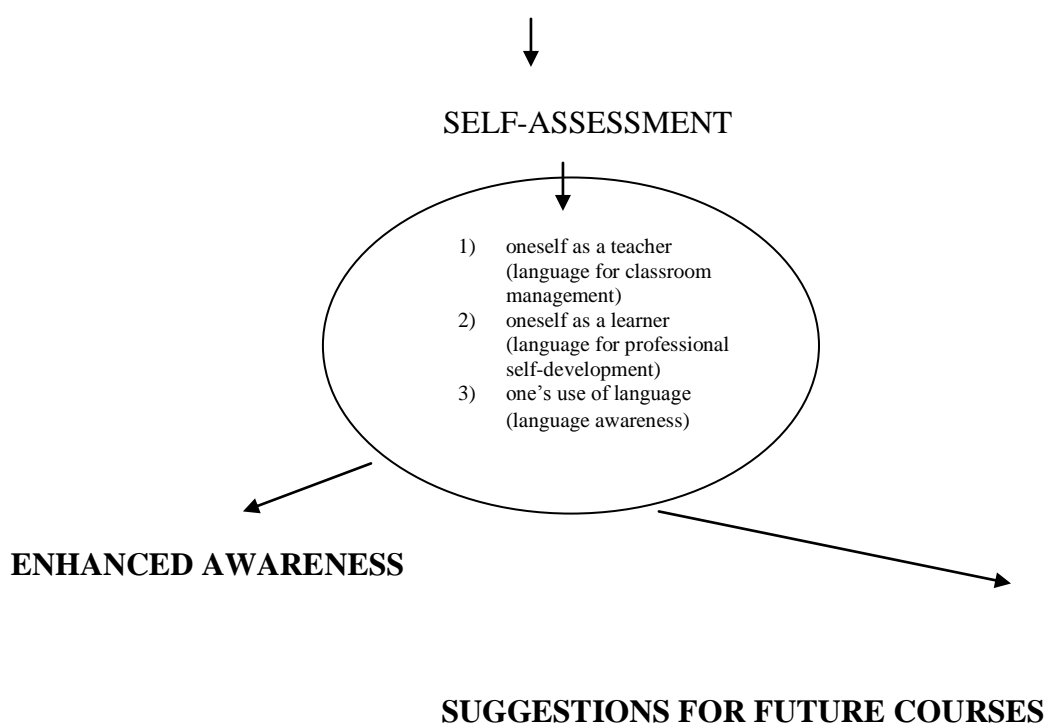 SELF-ASSESSMENT
1) oneself as a teacher
(language for classroom
management)
2) oneself as a learner
(language for professional
self-development)
3) one’s use of language
(language awareness)
ENHANCED AWARENESS
SUGGESTIONS FOR FUTURE COURSES